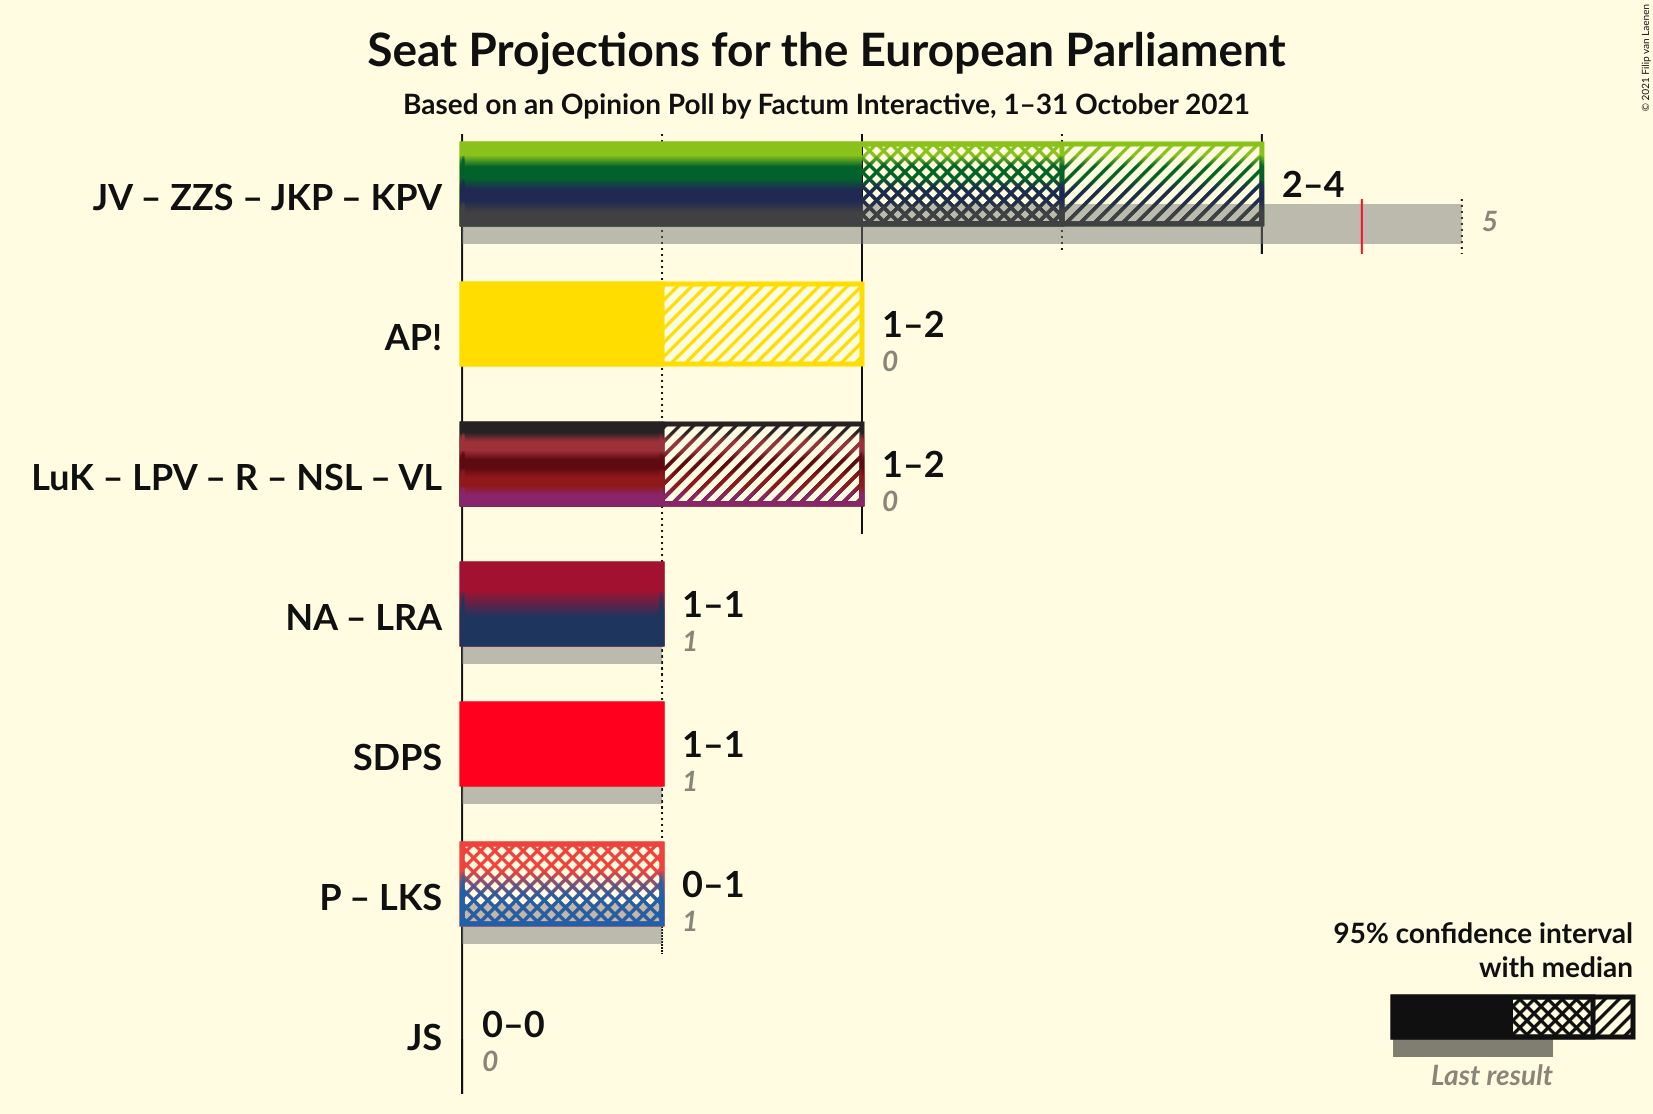 Seat Projections for the European Parliament
Based on an Opinion Poll by Factum Interactive, 1–31 October 2021
© 2021 Filip van Laenen
JV – ZZS – JKP – KPV
2–4
5
AP!
1–2
0
LuK – LPV – R – NSL – VL
1–2
0
NA – LRA
1–1
1
SDPS
1–1
1
P – LKS
0–1
1
JS
0–0
0
95% confidence interval
with median
Last result